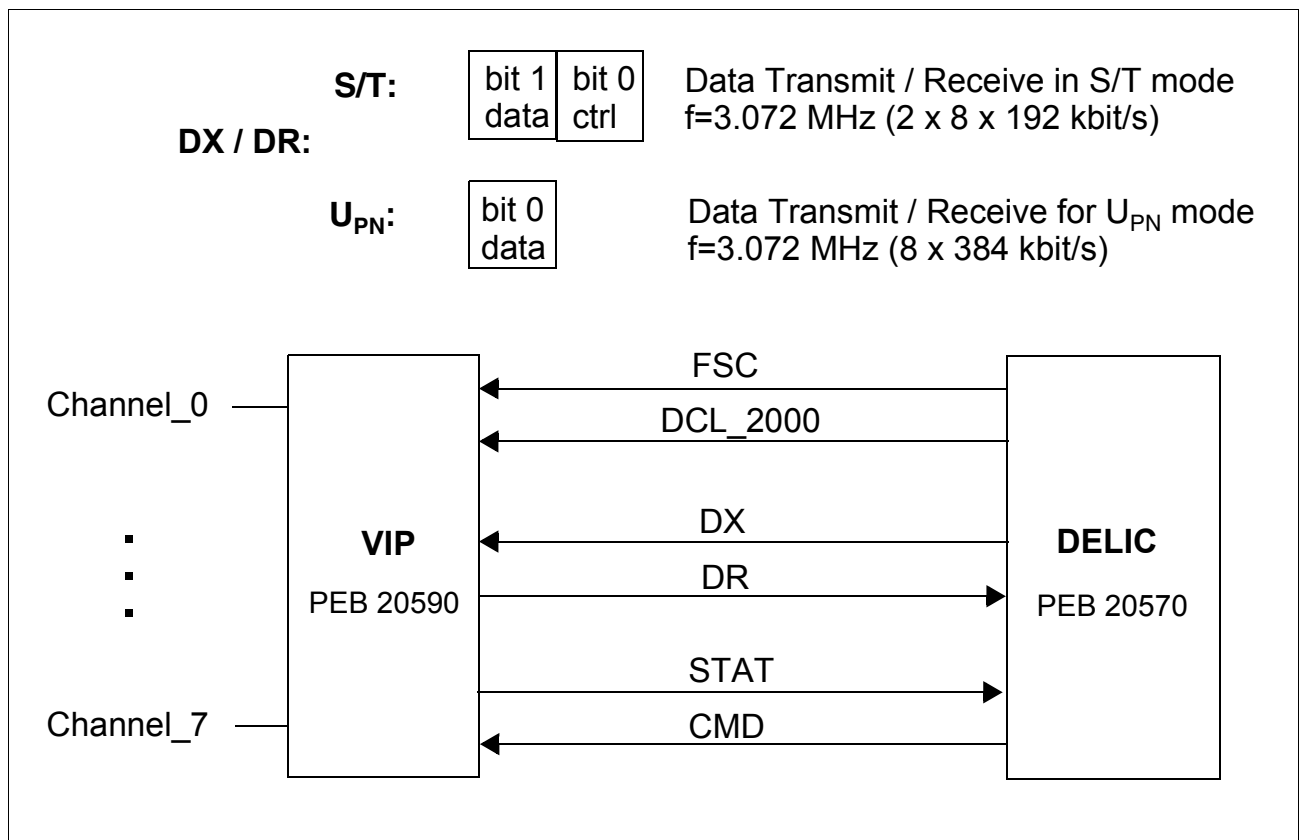 S/T:
bit 1 bit 0
data ctrl
Data Transmit / Receive in S/T mode
f=3.072 MHz (2 x 8 x 192 kbit/s)
DX / DR:
UPN:
bit 0
data
Data Transmit / Receive for UPN mode
f=3.072 MHz (8 x 384 kbit/s)
FSC
Channel_0
DCL_2000
DX
VIP
DELIC
DR
PEB 20590
PEB 20570
STAT
Channel_7
CMD